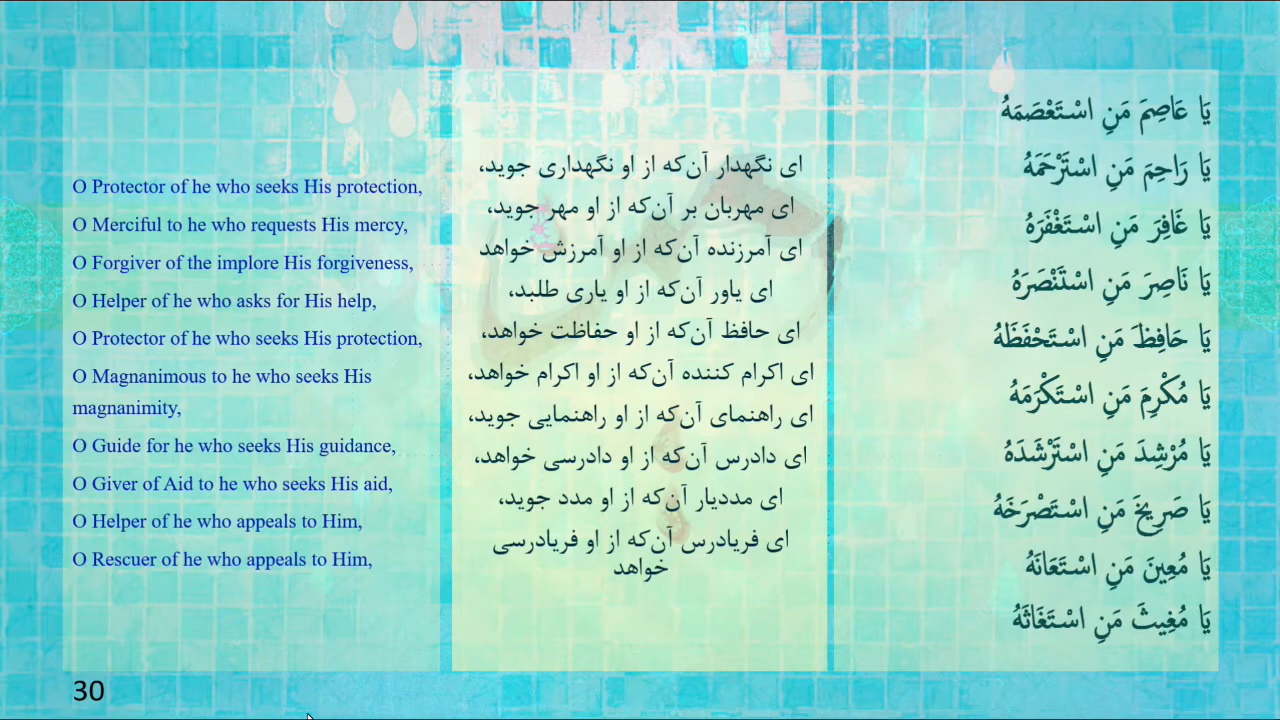 O Protector of he who seeks His protection,
O Merciful to he who requests His mercy,
O Forgiver of the implore His forgiveness,
O Helper of he who asks for His help,
O Protector of he who seeks His protection,
O Magnanimous to he who seeks His
magnanimity,
O Guide for he who seeks His guidance,
O Giver of Aid to he who seeks His aid,
O Helper of he who appeals to Him,
O Rescuer of he who appeals to Him,
ای نگهدار آن‌که از او نگهداری جوید،
ای مهربان بر آن‌که از او مهر جوید،
ای آمرزنده آن‌که از او آمرزش خواهد
ای یاور آن‌که از او یاری طلبد،
ای حافظ آن‌که از او حفاظت خواهد،
ای اکرام کننده آن‌که از او اکرام خواهد،
ای راهنمای آن‌که از او راهنمایی جوید،
ای دادرس آن‌که از او دادرسی خواهد،
ای مددیار آن‌که از او مدد جوید،
ای فریادرس آن‌که از او فریادرسی
خواهد
يَا عَاصِمَ مَنِ اسْتَعْصَمَهُ
يَا رَاحِمَ مَنِ اسْتَرْحَمَهُ
يَا غَافِرَ مَنِ اسْتَغْفَرَهُ
يَا نَاصِرَ مَنِ اسْتَنْصَرَهُ
يَا حَافِظَ مَنِ اسْتَحْفَظَهُ
يَا مُكْرِمَ مَنِ اسْتَكْرَمَهُ
يَا مُرْشِدَ مَنِ اسْتَرْشَدَهُ
يَا صَرِيخَ مَنِ اسْتَصْرَخَهُ
يَا مُعِينَ مَنِ اسْتَعَانَهُ
يَا مُغِيثَ مَنِ اسْتَغَاثَهُ
30